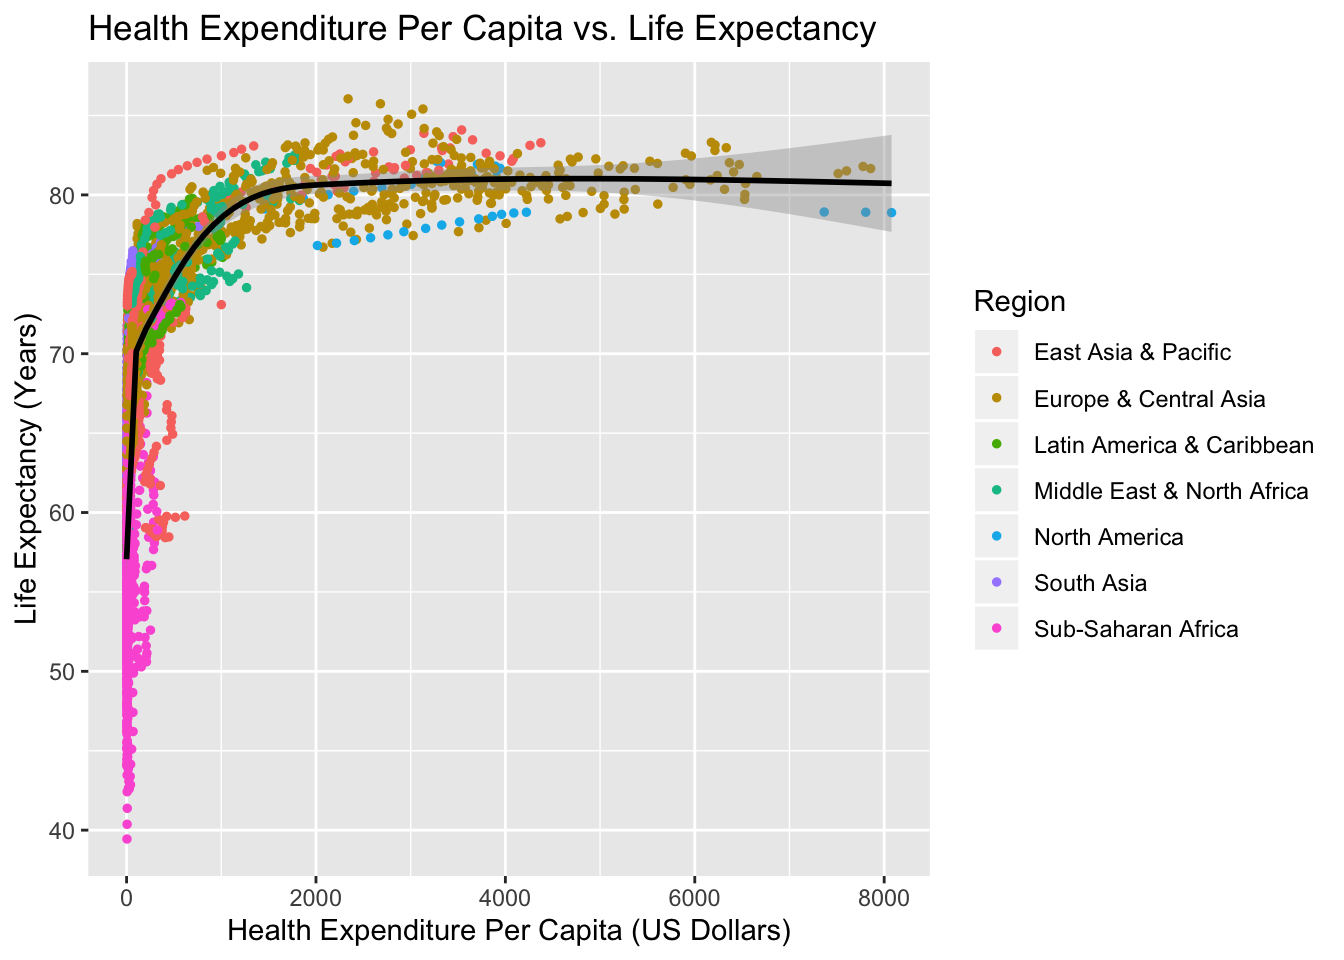 Health Expenditure Per Capita vs. Life Expectancy
80
70
60
50
40
Life Expectancy (Years)
0 2000 4000 6000 8000
Health Expenditure Per Capita (US Dollars)
Region
East Asia & Pacific
Europe & Central Asia
Latin America & Caribbean
Middle East & North Africa
North America
South Asia
Sub-Saharan Africa